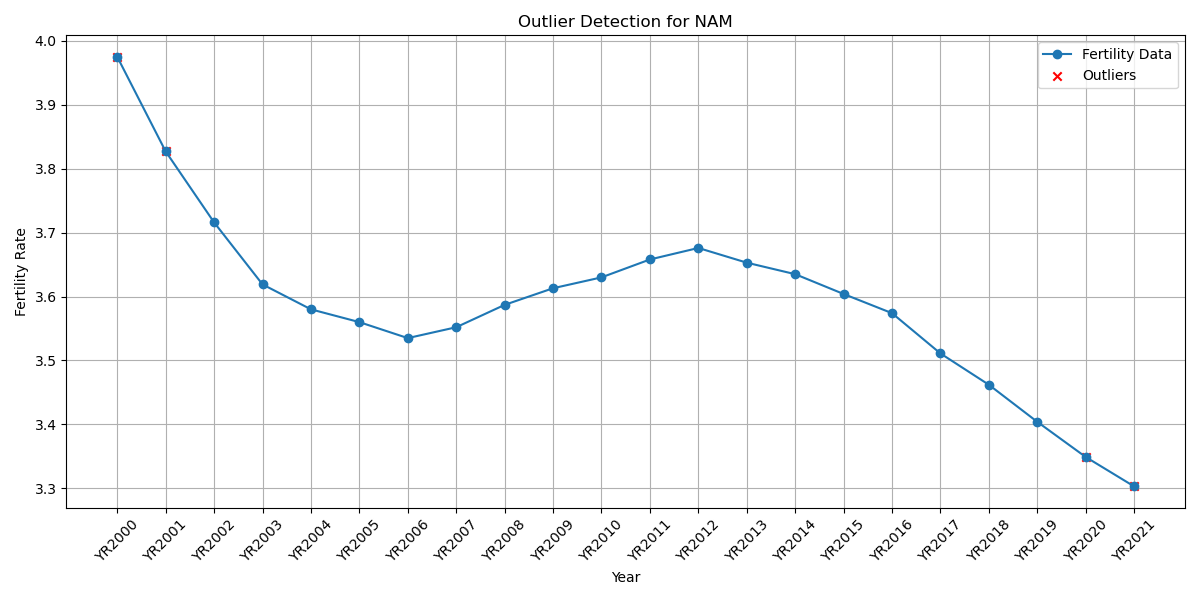 Outlier Detection for NAM
Fertility Data
Outliers
Fertility Rate
4.0
3.9
3.8
3.7
3.6
3.5
3.4
3.3
YR2000
YR2001
YR2002
YR2003
YR2004
YR2005
YR2006
YR2007
YR2008
YR2009
YR2010
YR2011
YR2012
YR2013
YR2014
YR2015
YR2016
YR2017
YR2018
YR2019
YR2020
YR2021
Year